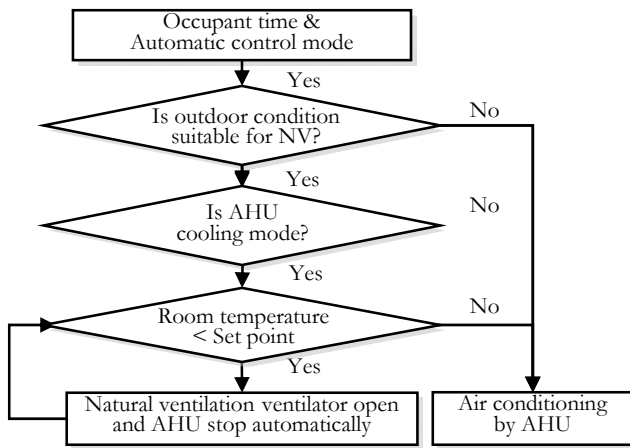 Occupant time &
Automatic control mode
Yes
Is outdoor condition
suitable for NV?
No
Yes
Is AHU
cooling mode?
No
Yes
Room temperature
< Set point
No
Yes
Natural ventilation ventilator open
and AHU stop automatically
Air conditioning
by AHU